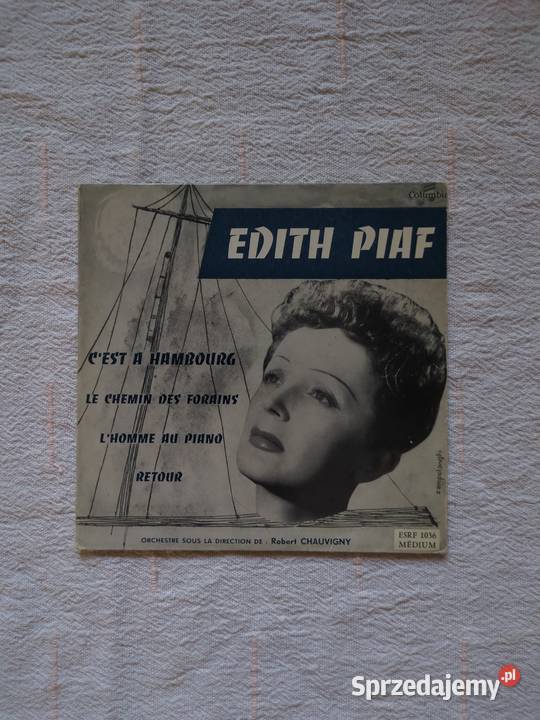 Columbia
EDITH PIAF
C'EST A HAMBOURG
LE CHEMIN DES FORAINS
L'HOMME AU PIANO
RETOUR
ORCHESTRE SOUS LA DIRECTION DE : Robert CHAUVIGNY
ESRF 1036
MÉDIUM
Sprzedajemy.pl